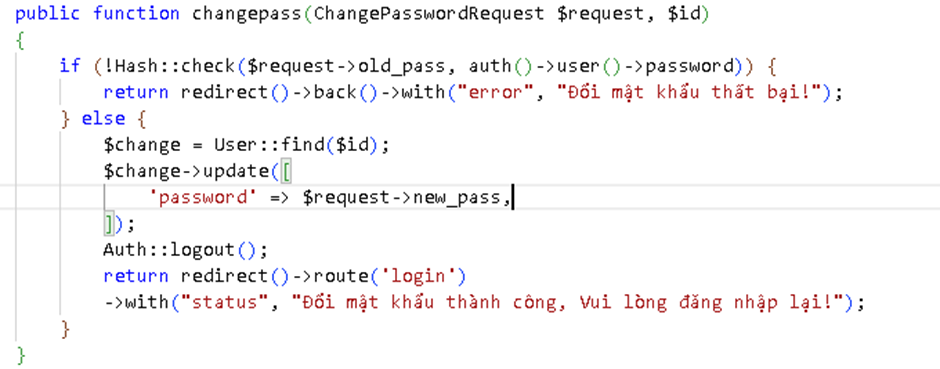 public function changepass(ChangePasswordRequest $request, $id)
{
    if (!Hash::check($request->old_pass, auth()->user()->password)) {
        return redirect()->back()->with("error", "Đổi mật khẩu thất bại!");
    } else {
        $change = User::find($id);
        $change->update([
            'password' => $request->new_pass,
        ]);
        Auth::logout();
        return redirect()->route('login')
        ->with("status", "Đổi mật khẩu thành công, Vui lòng đăng nhập lại!");
    }
}